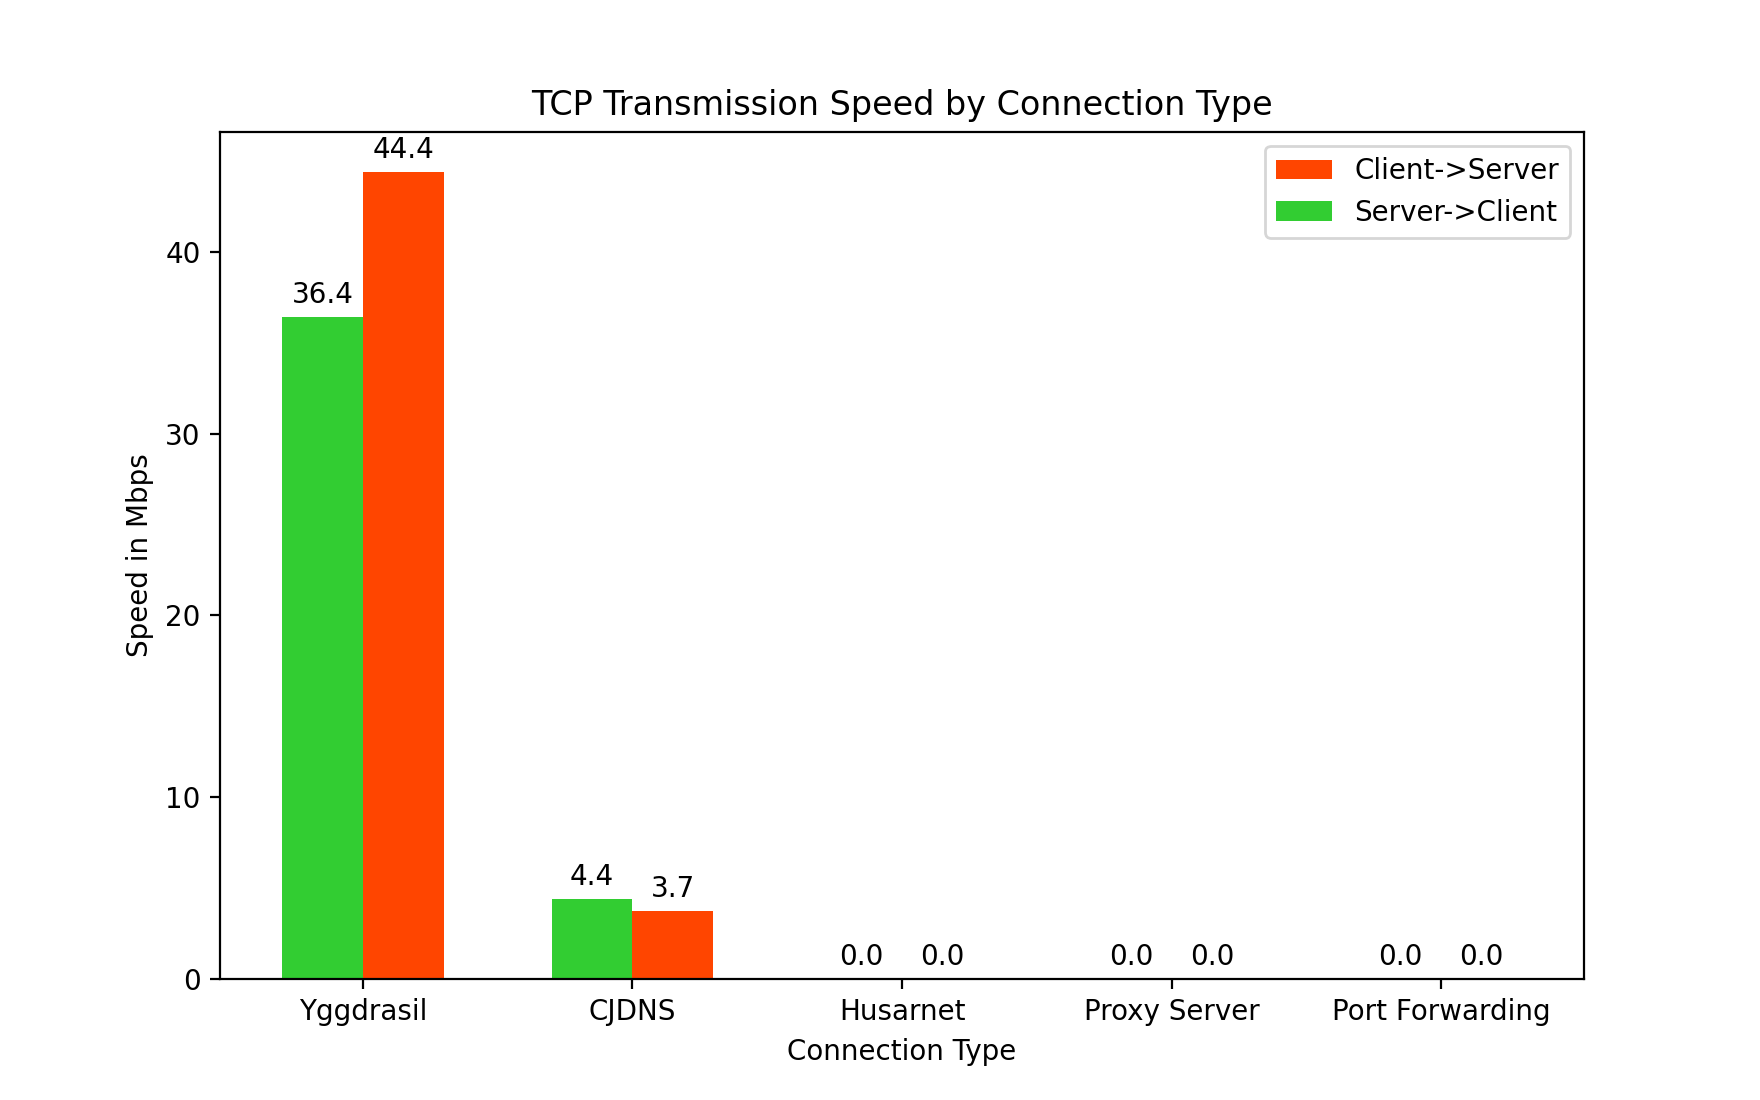 TCP Transmission Speed by Connection Type
Client->Server
Server->Client
44.4
36.4
4.4
3.7
0.0 0.0 0.0 0.0 0.0 0.0
40
30
20
10
0
Speed in Mbps
Yggdrasil CJDNS Husarnet Proxy Server Port Forwarding
Connection Type